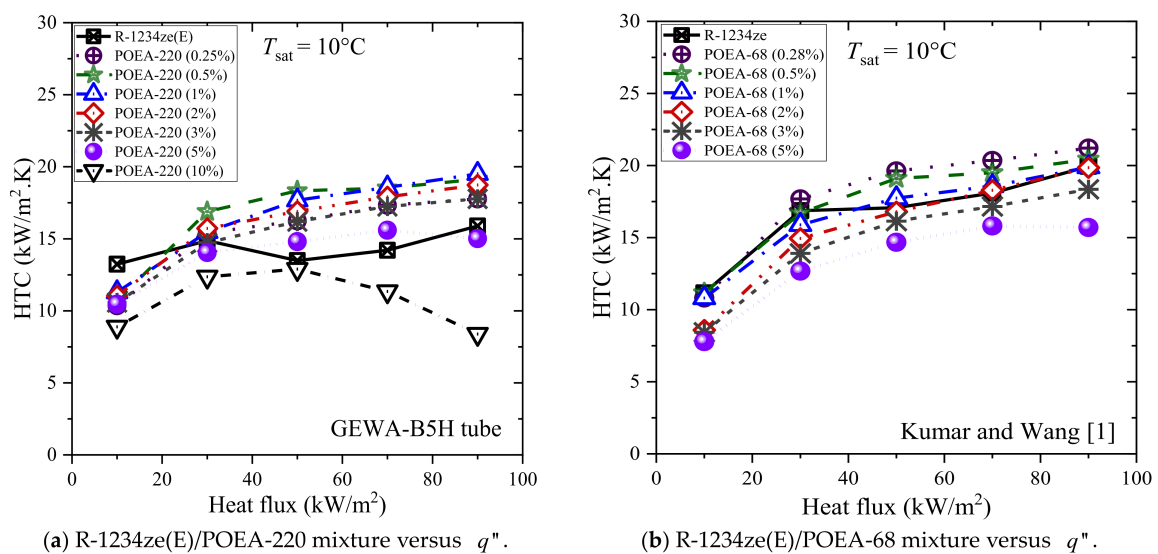 30
25
20
15
10
5
0
HTC (kW/m².K)
R-1234ze(E)
POEA-220 (0.25%)
POEA-220 (0.5%)
POEA-220 (1%)
POEA-220 (2%)
POEA-220 (3%)
POEA-220 (5%)
POEA-220 (10%)
T_sat = 10°C
GEWA-B5H tube
0 20 40 60 80 100
Heat flux (kW/m²)
(a) R-1234ze(E)/POEA-220 mixture versus q".
30
25
20
15
10
5
0
HTC (kW/m².K)
R-1234ze
POEA-68 (0.28%)
POEA-68 (0.5%)
POEA-68 (1%)
POEA-68 (2%)
POEA-68 (3%)
POEA-68 (5%)
T_sat = 10°C
Kumar and Wang [1]
0 20 40 60 80 100
Heat flux (kW/m²)
(b) R-1234ze(E)/POEA-68 mixture versus q".